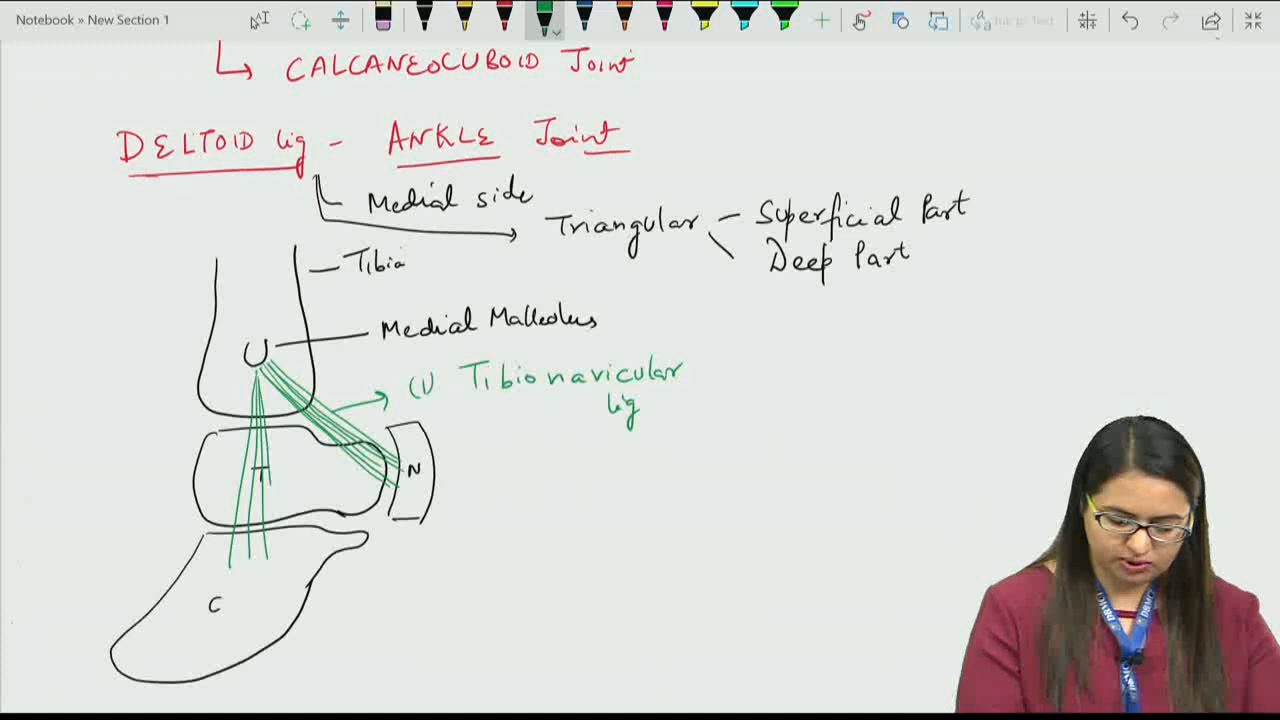 Notebook » New Section 1
CALCANEOCUBOID Joint
DELTOID lig - ANKLE Joint
Medial side
Triangular - Superficial Part
Deep Part
Tibia
Medial Malleolus
(1) Tibionavicular
lig
T
N
C